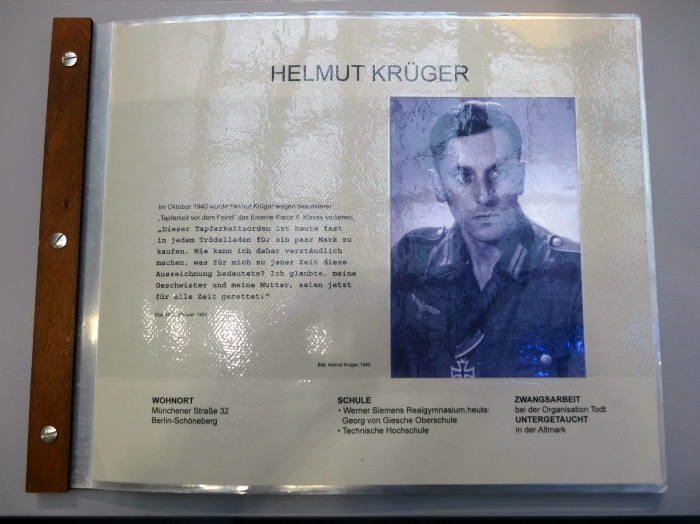 HELMUT KRÜGER
Im Oktober 1940 wurde Helmut Krüger wegen besonderer
„Tapferkeit vor dem Feind" das Eiserne Kreuz II. Klasse verliehen.
„Dieser Tapferkeitsorden ist heute fast
in jedem Trödelladen für ein paar Mark zu
kaufen. Wie kann ich daher verständlich
machen, was für mich zu jener Zeit diese
Auszeichnung bedeutete? Ich glaubte, meine
Geschwister und meine Mutter, seien jetzt
für alle Zeit gerettet!"
Bild: Helmut Krüger, 1940
WOHNORT
Münchener Straße 32
Berlin-Schöneberg
SCHULE
• Werner Siemens Realgymnasium,heute:
Georg von Giesche Oberschule
• Technische Hochschule
ZWANGSARBEIT
bei der Organisation Todt
UNTERGETAUCHT
in der Altmark